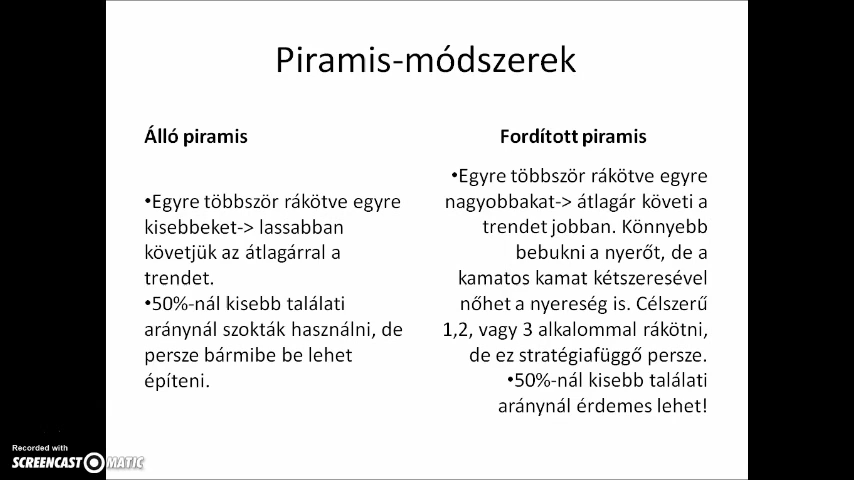 Piramis-módszerek
Álló piramis
•Egyre többször rákötve egyre
kisebbeket-> lassabban
követjük az átlagárral a
trendet.
•50%-nál kisebb találati
aránynál szokták használni, de
persze bármibe be lehet
építeni.
Fordított piramis
•Egyre többször rákötve egyre
nagyobbakat-> átlagár követi a
trendet jobban. Könnyebb
bebukni a nyerőt, de a
kamatos kamat kétszeresével
nőhet a nyereség is. Célszerű
1,2, vagy 3 alkalommal rákötni,
de ez stratégiafüggő persze.
•50%-nál kisebb találati
aránynál érdemes lehet!
Recorded with
SCREENCAST MATIC